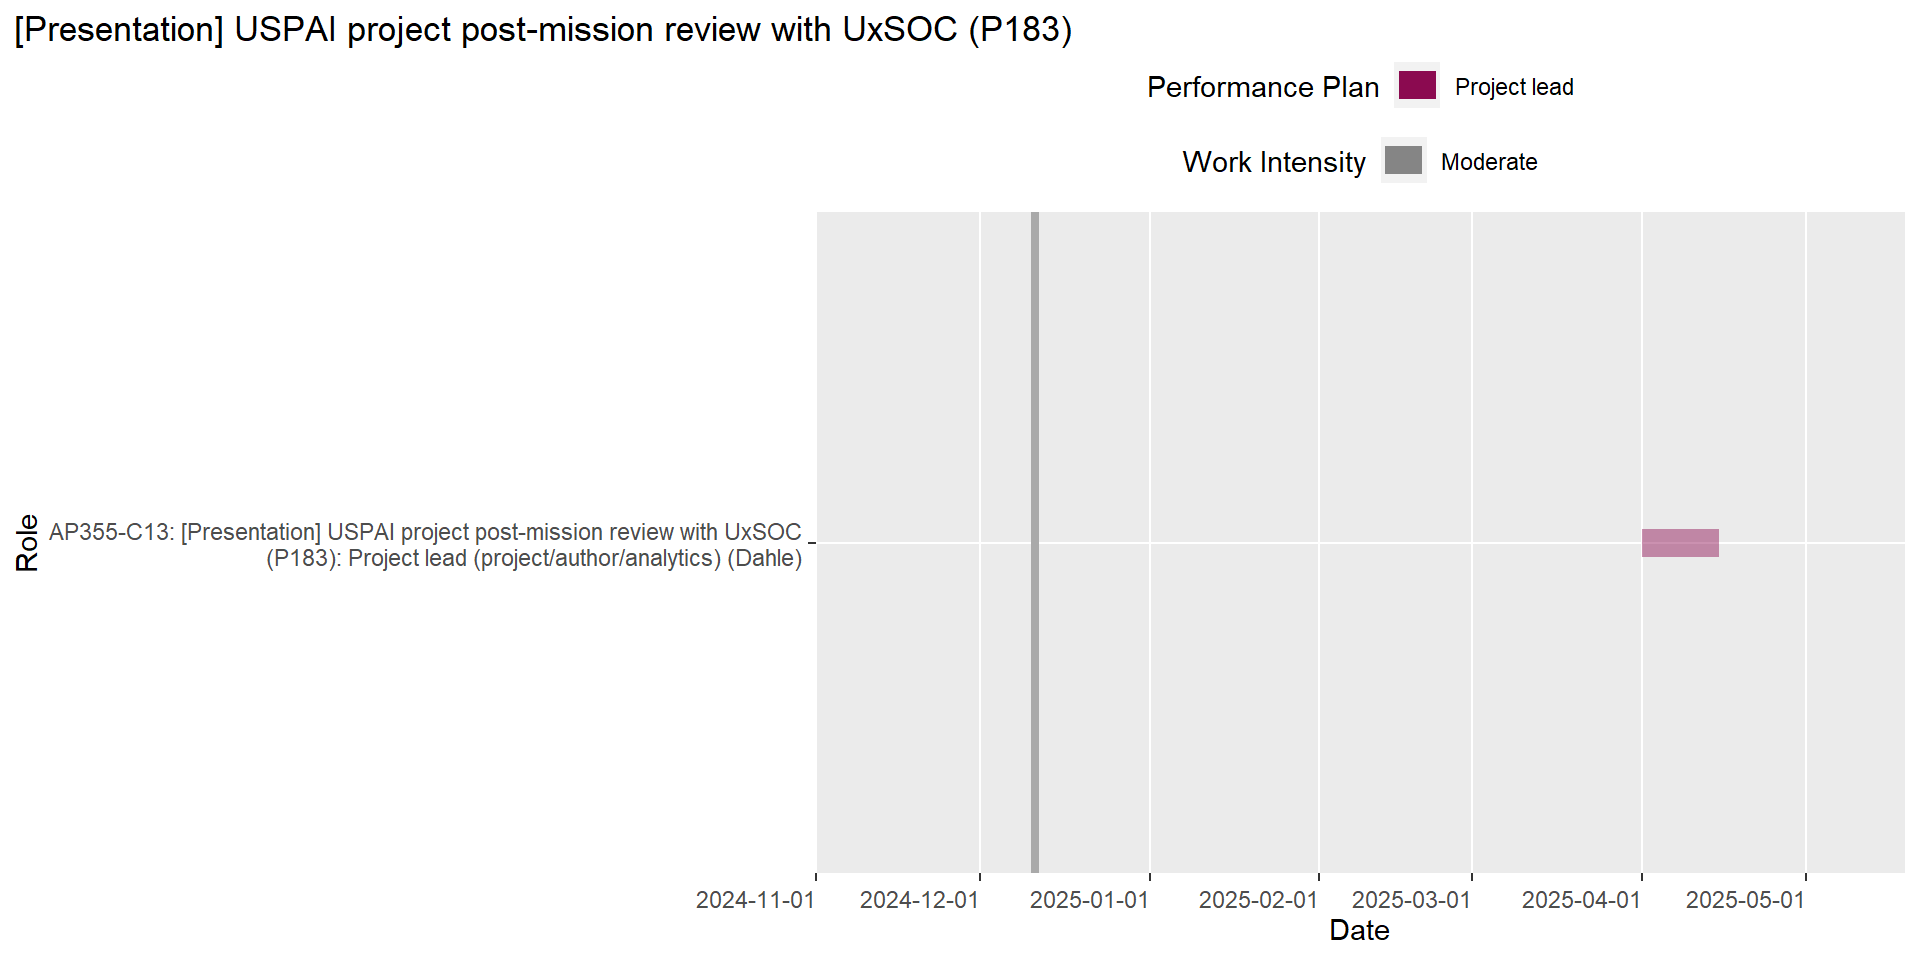 [Presentation] USPAI project post-mission review with UxSOC (P183)
Performance Plan Project lead
Work Intensity Moderate
Role
AP355-C13: [Presentation] USPAI project post-mission review with UxSOC
(P183): Project lead (project/author/analytics) (Dahle)
2024-11-01 2024-12-01 2025-01-01 2025-02-01 2025-03-01 2025-04-01 2025-05-01
Date